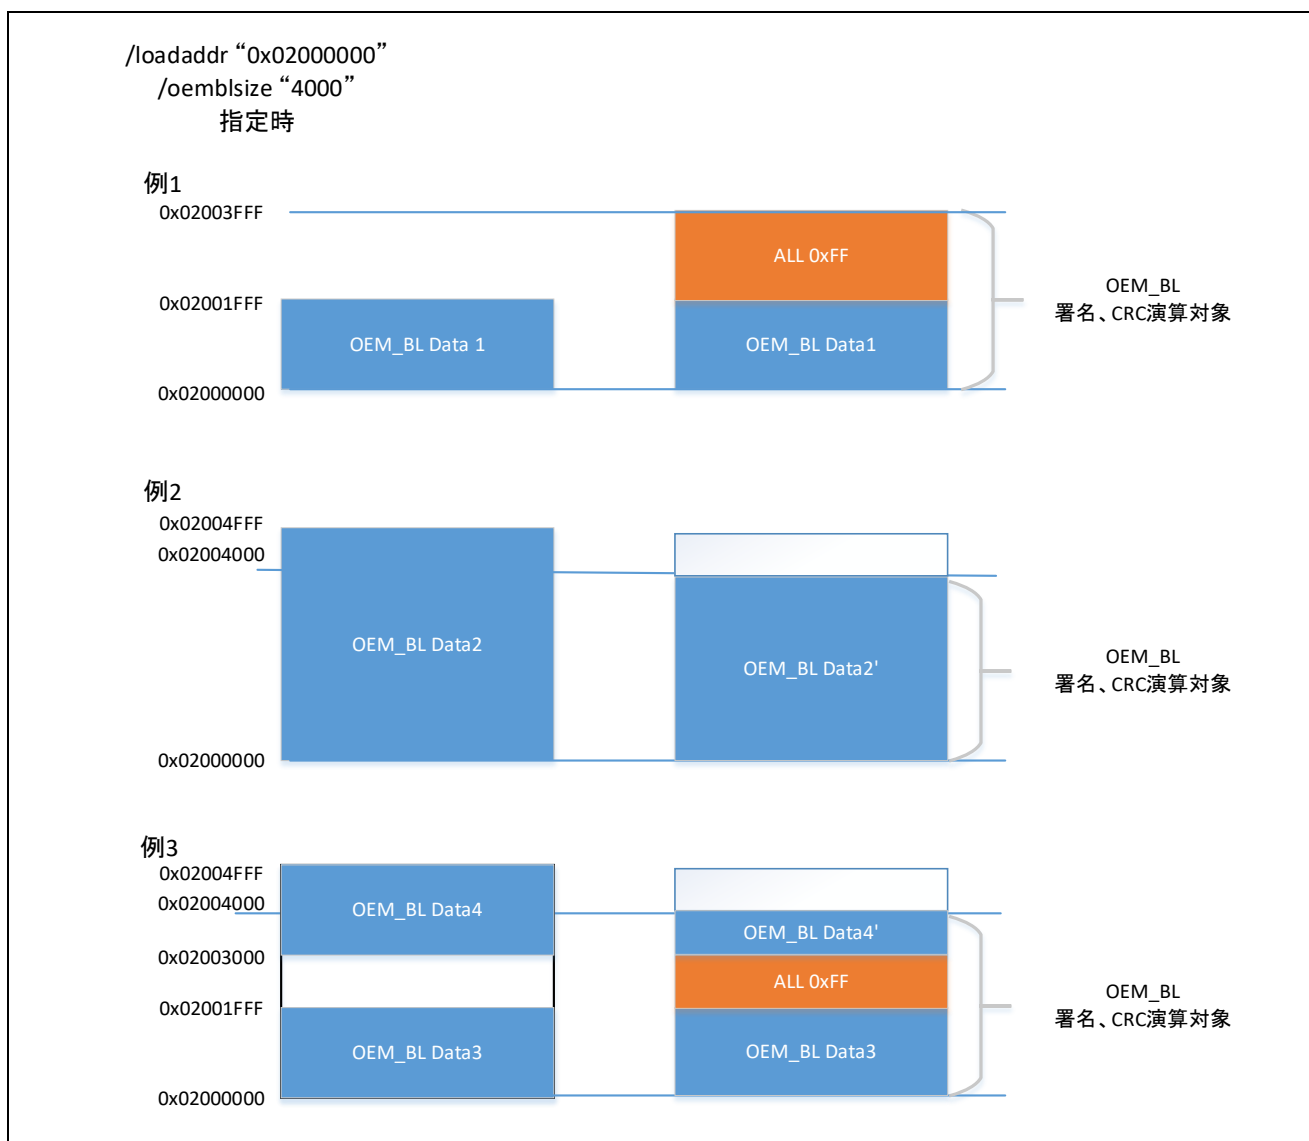 /loadaddr “0x02000000”
/oemblsize “4000”
指定時
例1
0x02003FFF
ALL 0xFF
0x02001FFF
OEM_BL Data 1
OEM_BL Data1
0x02000000
OEM_BL
署名、CRC演算対象
例2
0x02004FFF
0x02004000
OEM_BL Data2
OEM_BL Data2'
0x02000000
OEM_BL
署名、CRC演算対象
例3
0x02004FFF
0x02004000
OEM_BL Data4
OEM_BL Data4'
0x02003000
ALL 0xFF
0x02001FFF
OEM_BL Data3
OEM_BL Data3
0x02000000
OEM_BL
署名、CRC演算対象